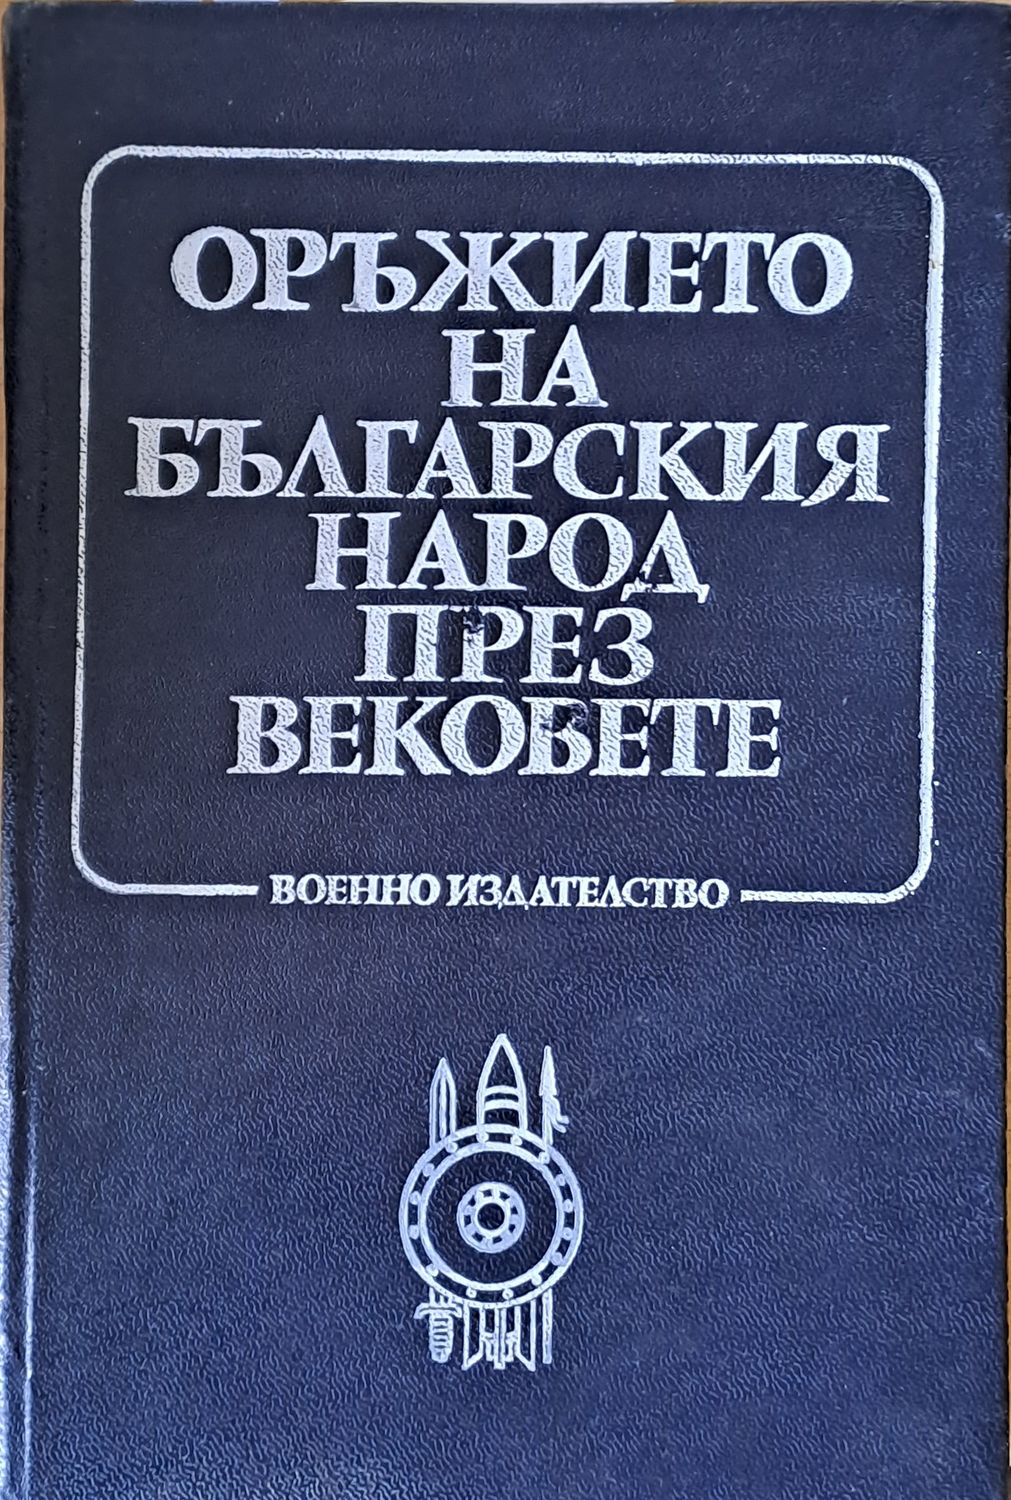 ОРЪЖИЕТО
НА
БЪЛГАРСКИЯ
НАРОД
ПРЕЗ
ВЕКОВЕТЕ
ВОЕННО ИЗДАТЕЛСТВО